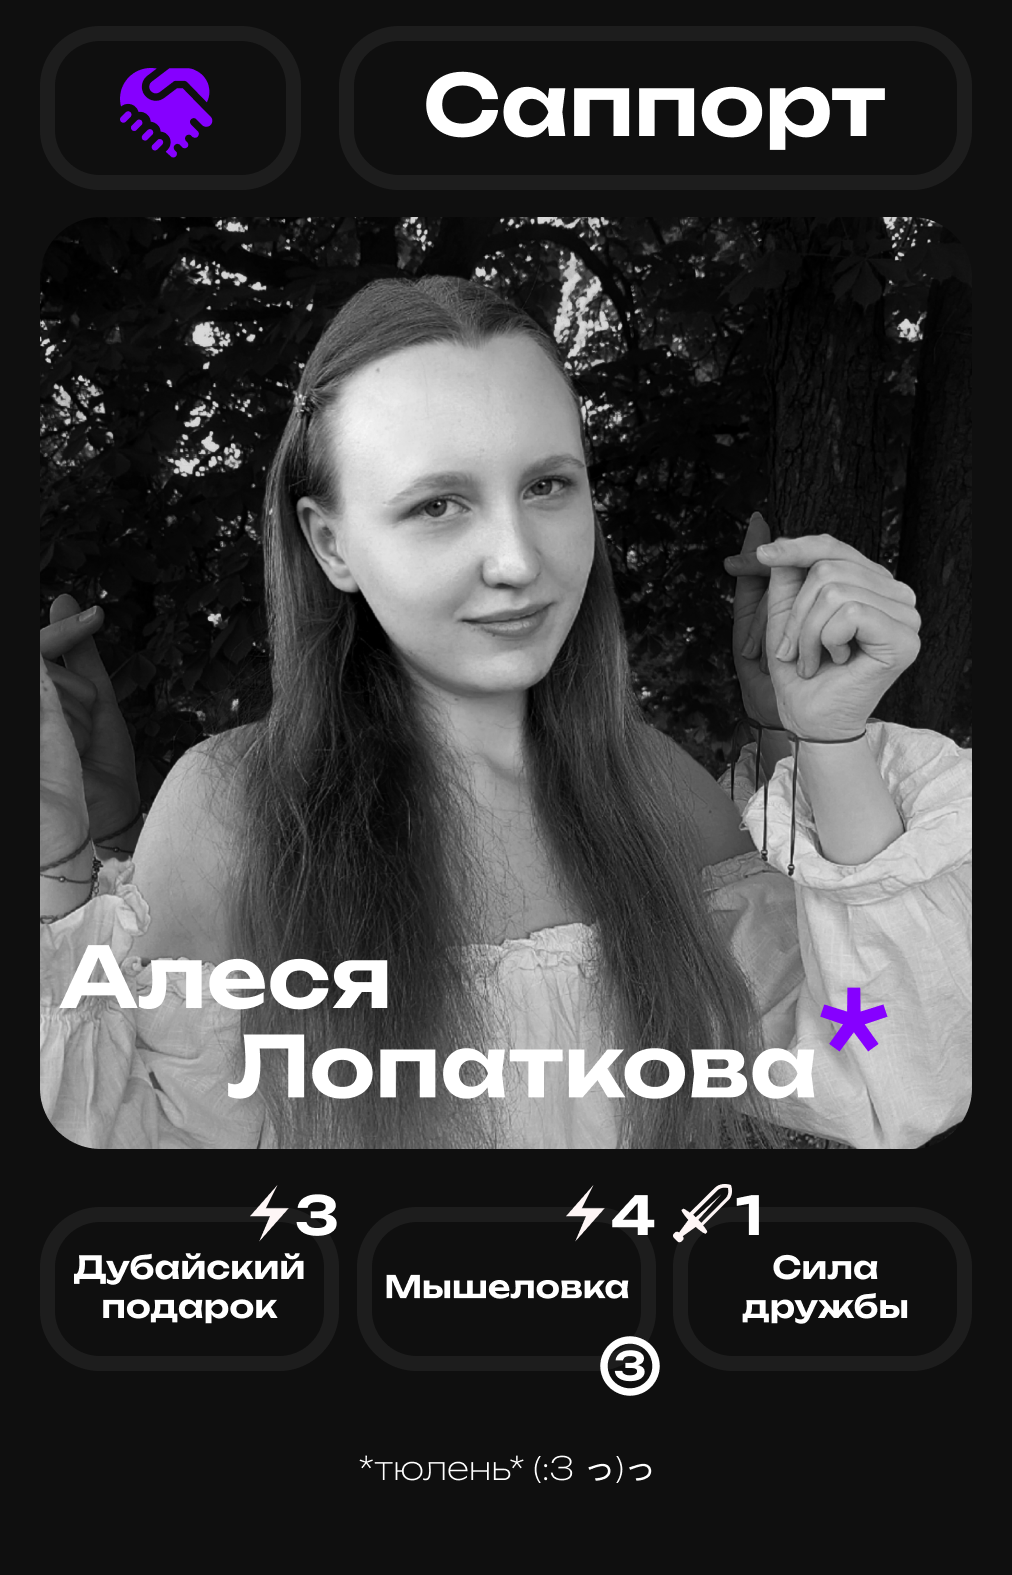 Саппорт
Алеся
Лопаткова*
3
4
1
Дубайский
подарок
Мышеловка
Сила
дружбы
3
*тюлень* (:3 っ)っ